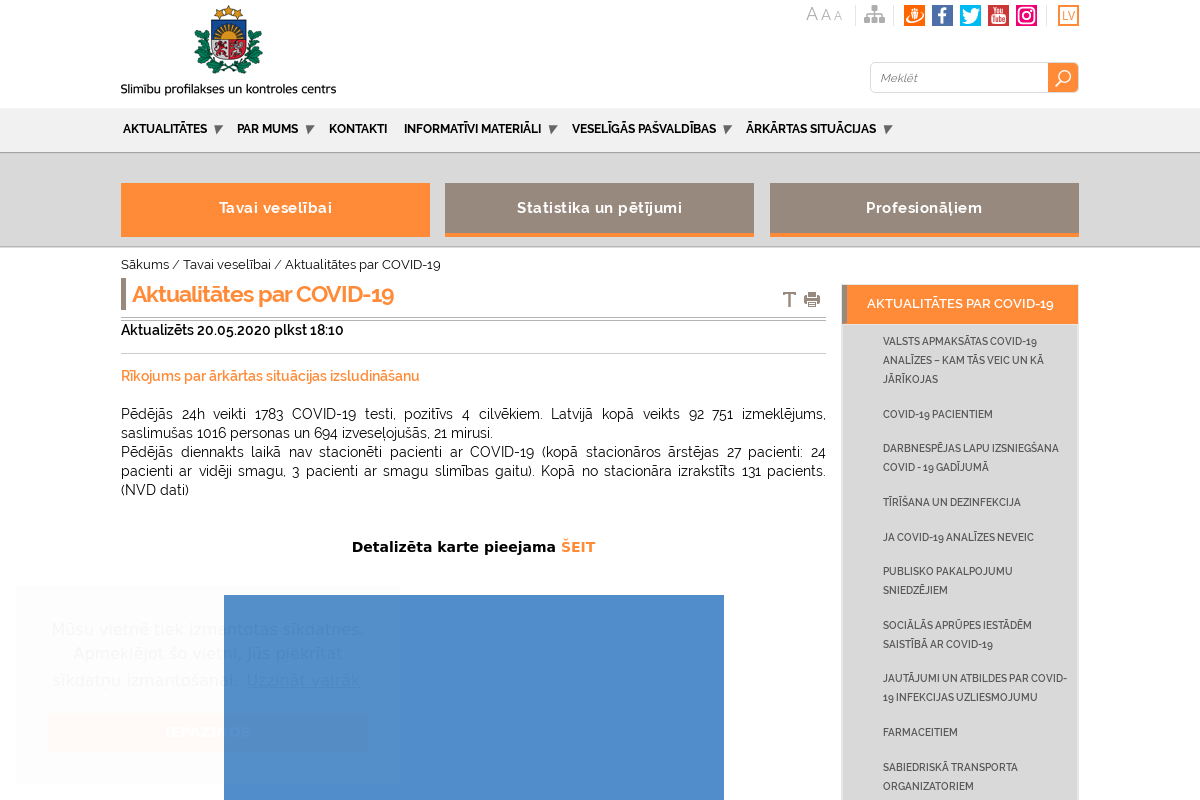 A A A
You
Tube
LV
Slimību profilakses un kontroles centrs
Meklēt
AKTUALITĀTES PAR MUMS KONTAKTI INFORMATĪVI MATERIĀLI VESELĪGĀS PAŠVALDĪBAS ĀRKĀRTAS SITUĀCIJAS
Tavai veselībai Statistika un pētījumi Profesionāļiem
Sākums / Tavai veselībai / Aktualitātes par COVID-19
Aktualitātes par COVID-19
Aktualizēts 20.05.2020 plkst 18:10
Rīkojums par ārkārtas situācijas izsludināšanu
Pēdējās 24h veikti 1783 COVID-19 testi, pozitīvs 4 cilvēkiem. Latvijā kopā veikts 92 751 izmeklējums,
saslimušas 1016 personas un 694 izveseļojušās, 21 mirusi.
Pēdējās diennakts laikā nav stacionēti pacienti ar COVID-19 (kopā stacionāros ārstējas 27 pacienti: 24
pacienti ar vidēji smagu, 3 pacienti ar smagu slimības gaitu). Kopā no stacionāra izrakstīts 131 pacients.
(NVD dati)
Detalizēta karte pieejama ŠEIT
Mūsu vietnē tiek izmantotas sīkdatnes.
Apmeklējot šo vietni, jūs piekrītat
sīkdatņu izmantošanai. Uzzināt vairāk
AKTUALITĀTES PAR COVID-19
VALSTS APMAKSĀTAS COVID-19
ANALĪZES – KAM TĀS VEIC UN KĀ
JĀRĪKOJAS
COVID-19 PACIENTIEM
DARBNESPĒJAS LAPU IZSNIEGŠANA
COVID - 19 GADĪJUMĀ
TĪRĪŠANA UN DEZINFEKCIJA
JA COVID-19 ANALĪZES NEVEIC
PUBLISKO PAKALPOJUMU
SNIEDZĒJIEM
SOCIĀLĀS APRŪPES IESTĀDĒM
SAISTĪBĀ AR COVID-19
JAUTĀJUMI UN ATBILDES PAR COVID-
19 INFEKCIJAS UZLIESMOJUMU
FARMACEITIEM
SABIEDRISKĀ TRANSPORTA
ORGANIZATORIEM